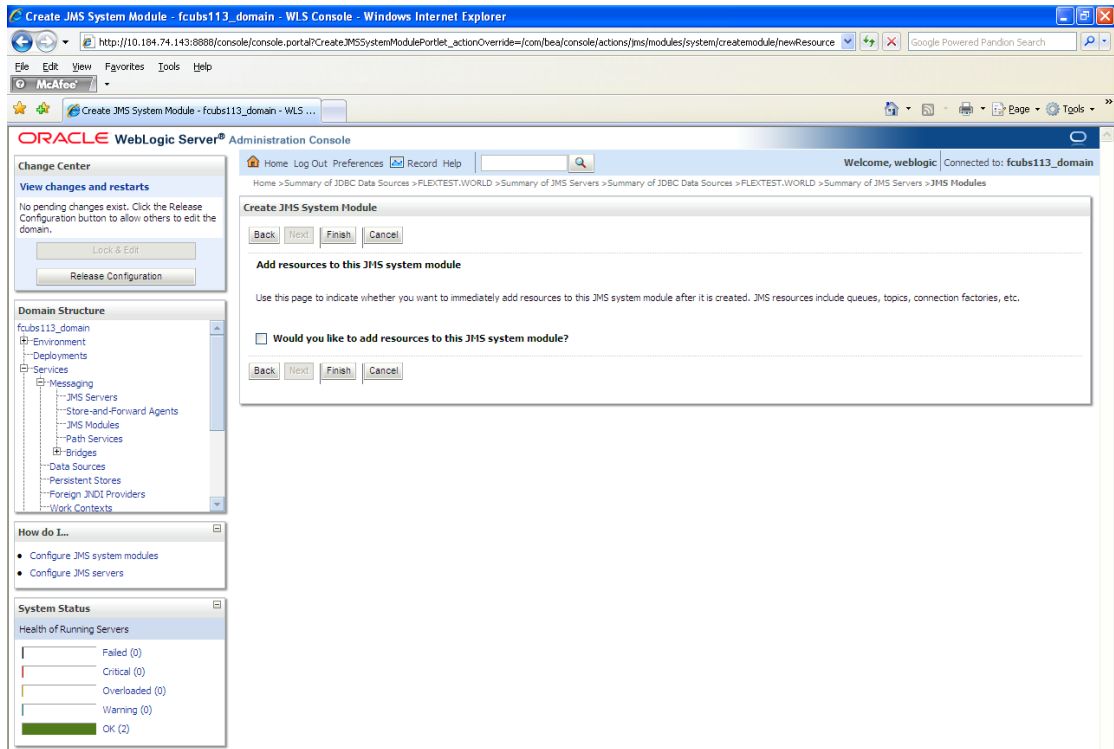 Create JMS System Module - fcubs113_domain - WLS Console - Windows Internet Explorer
http://10.184.74.143:8888/console/console.portal?CreateJMSSystemModulePortlet_actionOverride=/com/bea/console/actions/jms/modules/system/createmodule/newResource
Google Powered Pandion Search
File Edit View Favorites Tools Help
McAfee
Create JMS System Module - fcubs113_domain - WLS ...
Page Tools
ORACLE WebLogic Server® Administration Console
Change Center
View changes and restarts
No pending changes exist. Click the Release
Configuration button to allow others to edit the
domain.
Lock & Edit
Release Configuration
Domain Structure
fcubs113_domain
Environment
Deployments
Services
Messaging
JMS Servers
Store-and-Forward Agents
JMS Modules
Path Services
Bridges
Data Sources
Persistent Stores
Foreign JNDI Providers
Work Contexts
How do I...
Configure JMS system modules
Configure JMS servers
System Status
Health of Running Servers
Failed (0)
Critical (0)
Overloaded (0)
Warning (0)
OK (2)
Home Log Out Preferences Record Help
Welcome, weblogic Connected to: fcubs113_domain
Home >Summary of JDBC Data Sources >FLEXTEST.WORLD >Summary of JMS Servers >Summary of JDBC Data Sources >FLEXTEST.WORLD >Summary of JMS Servers >JMS Modules
Create JMS System Module
Back Next Finish Cancel
Add resources to this JMS system module
Use this page to indicate whether you want to immediately add resources to this JMS system module after it is created. JMS resources include queues, topics, connection factories, etc.
Would you like to add resources to this JMS system module?
Back Next Finish Cancel